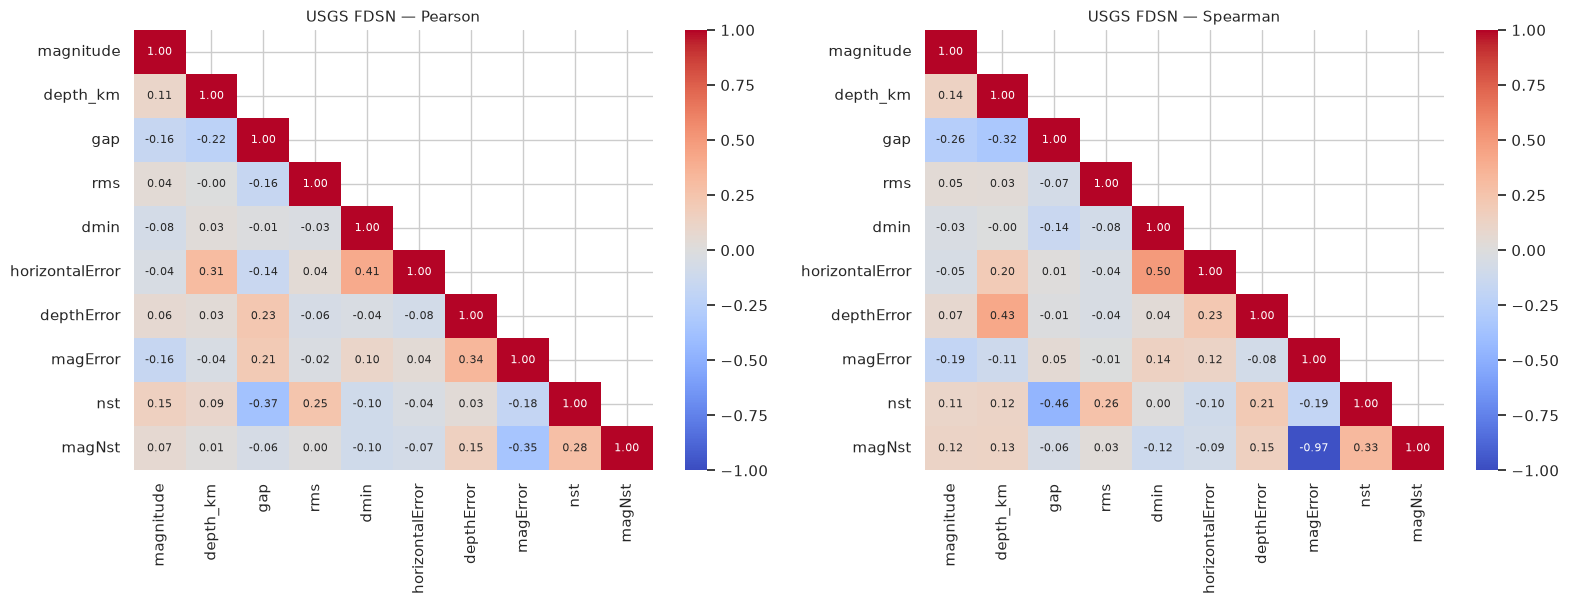 USGS FDSN — Pearson
magnitude 1.00
depth_km 0.11 1.00
gap -0.16 -0.22 1.00
rms 0.04 -0.00 -0.16 1.00
dmin -0.08 0.03 -0.01 -0.03 1.00
horizontalError -0.04 0.31 -0.14 0.04 0.41 1.00
depthError 0.06 0.03 0.23 -0.06 -0.04 -0.08 1.00
magError -0.16 -0.04 0.21 -0.02 0.10 0.04 0.34 1.00
nst 0.15 0.09 -0.37 0.25 -0.10 -0.04 0.03 -0.18 1.00
magNst 0.07 0.01 -0.06 0.00 -0.10 -0.07 0.15 -0.35 0.28 1.00
magnitude depth_km gap rms dmin horizontalError depthError magError nst magNst
1.00
0.75
0.50
0.25
0.00
−0.25
−0.50
−0.75
−1.00
USGS FDSN — Spearman
magnitude 1.00
depth_km 0.14 1.00
gap -0.26 -0.32 1.00
rms 0.05 0.03 -0.07 1.00
dmin -0.03 -0.00 -0.14 -0.08 1.00
horizontalError -0.05 0.20 0.01 -0.04 0.50 1.00
depthError 0.07 0.43 -0.01 -0.04 0.04 0.23 1.00
magError -0.19 -0.11 0.05 -0.01 0.14 0.12 -0.08 1.00
nst 0.11 0.12 -0.46 0.26 0.00 -0.10 0.21 -0.19 1.00
magNst 0.12 0.13 -0.06 0.03 -0.12 -0.09 0.15 -0.97 0.33 1.00
magnitude depth_km gap rms dmin horizontalError depthError magError nst magNst
1.00
0.75
0.50
0.25
0.00
−0.25
−0.50
−0.75
−1.00